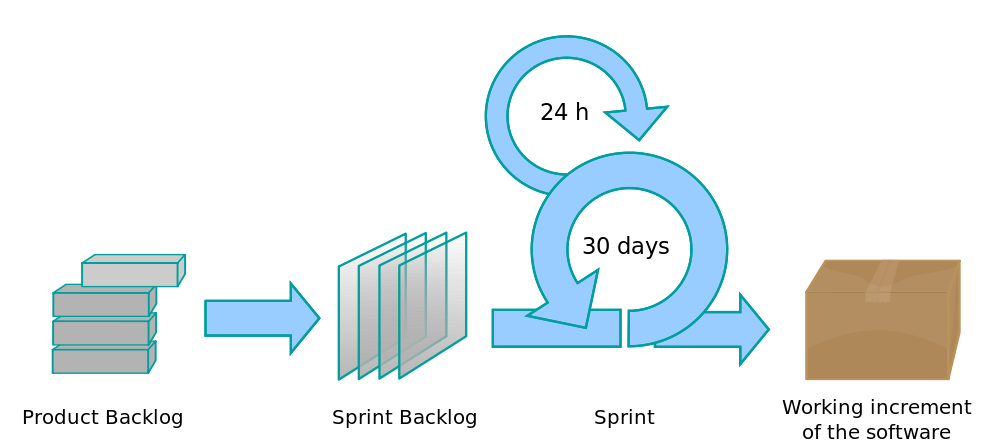 24 h
30 days
Product Backlog
Sprint Backlog
Sprint
Working increment
of the software